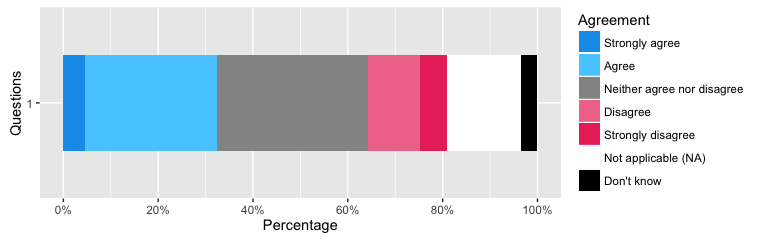 Agreement
Strongly agree
Agree
Neither agree nor disagree
Disagree
Strongly disagree
Not applicable (NA)
Don't know
Questions
1
0% 20% 40% 60% 80% 100%
Percentage